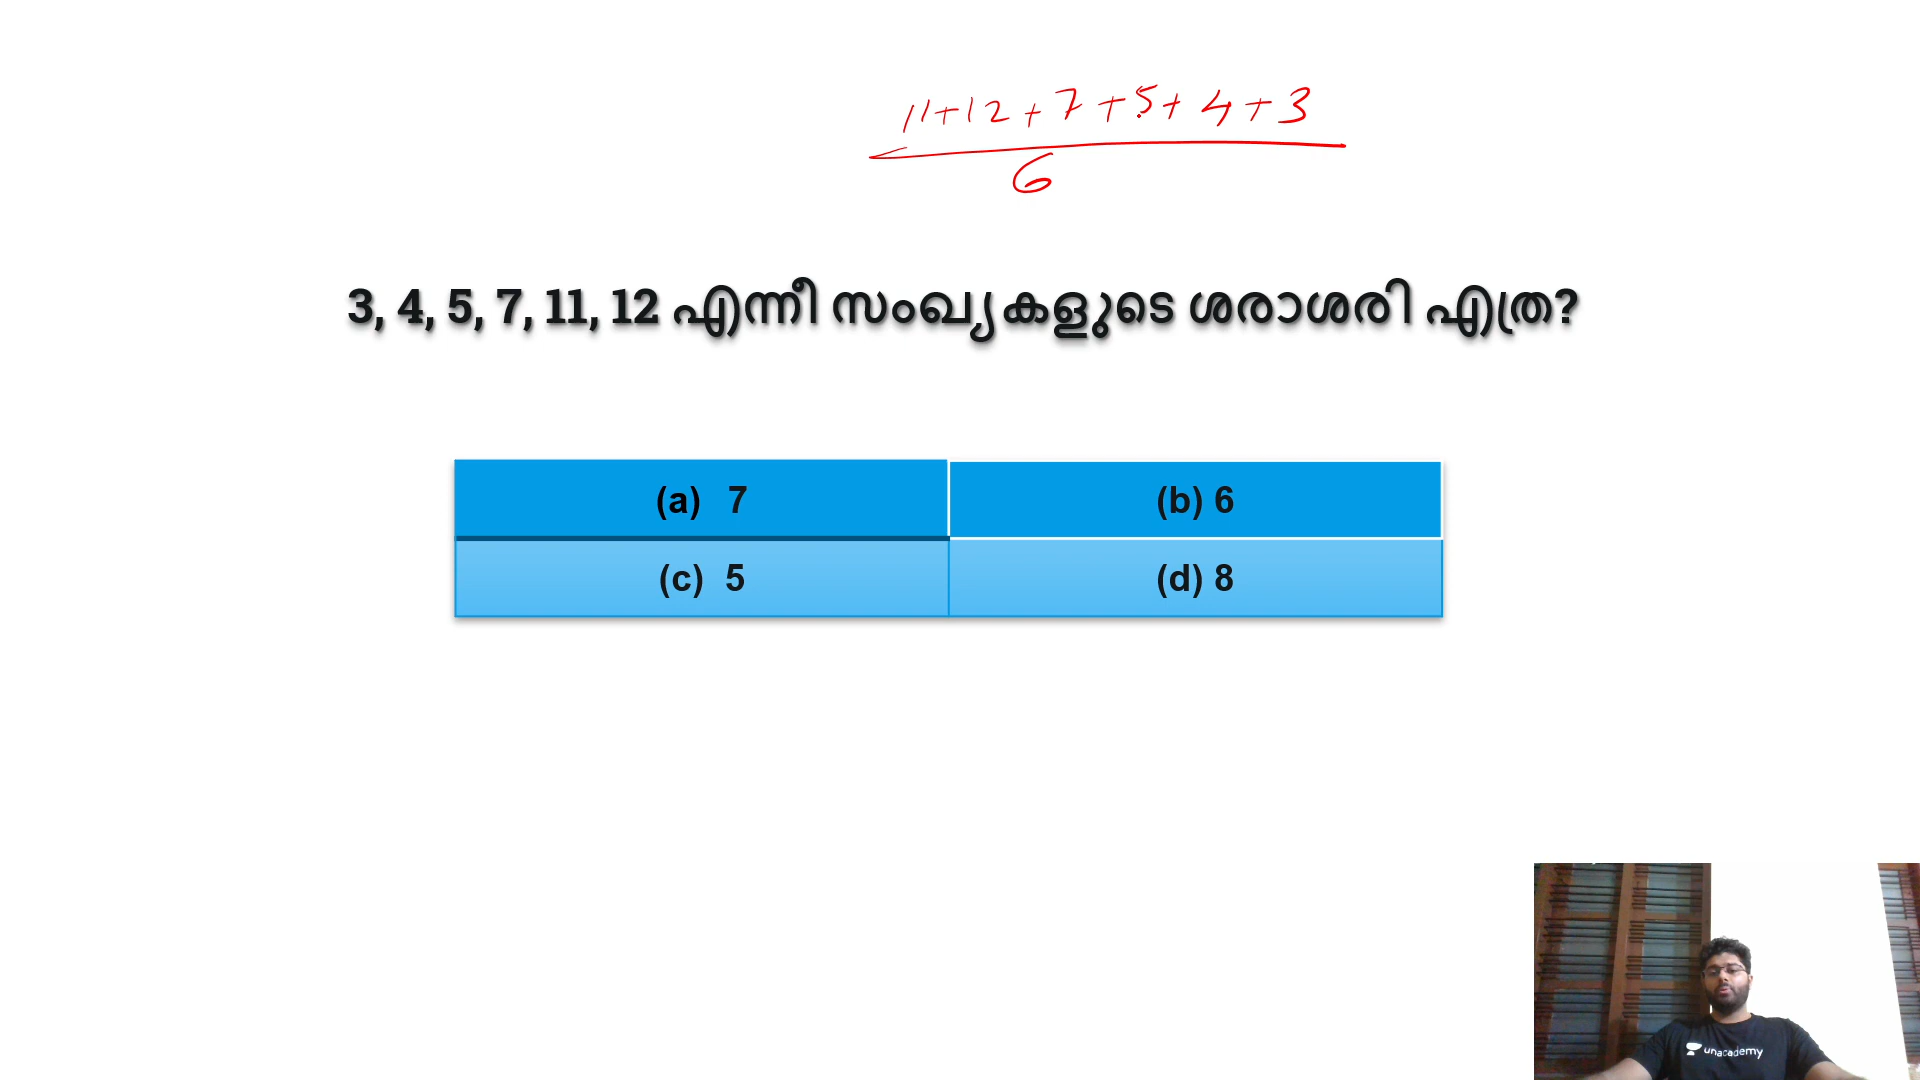 11+12+7+5+4+3
6
3, 4, 5, 7, 11, 12 എന്നീ സംഖ്യകളുടെ ശരാശരി എത്ര?
(a) 7
(b) 6
(c) 5
(d) 8
unacademy